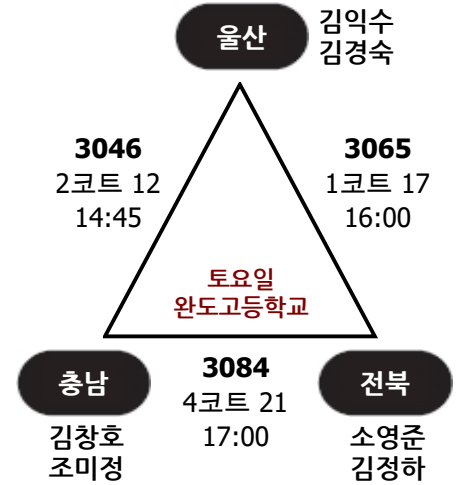 울산
김익수
김경숙
3046
2코트 12
14:45
3065
1코트 17
16:00
토요일
완도고등학교
충남
김창호
조미정
3084
4코트 21
17:00
전북
소영준
김정하